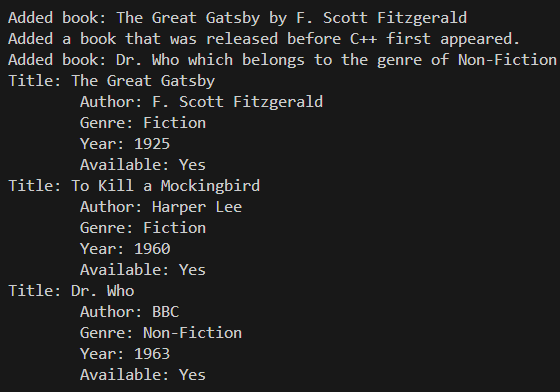 Added book: The Great Gatsby by F. Scott Fitzgerald
Added a book that was released before C++ first appeared.
Added book: Dr. Who which belongs to the genre of Non-Fiction
Title: The Great Gatsby
Author: F. Scott Fitzgerald
Genre: Fiction
Year: 1925
Available: Yes
Title: To Kill a Mockingbird
Author: Harper Lee
Genre: Fiction
Year: 1960
Available: Yes
Title: Dr. Who
Author: BBC
Genre: Non-Fiction
Year: 1963
Available: Yes